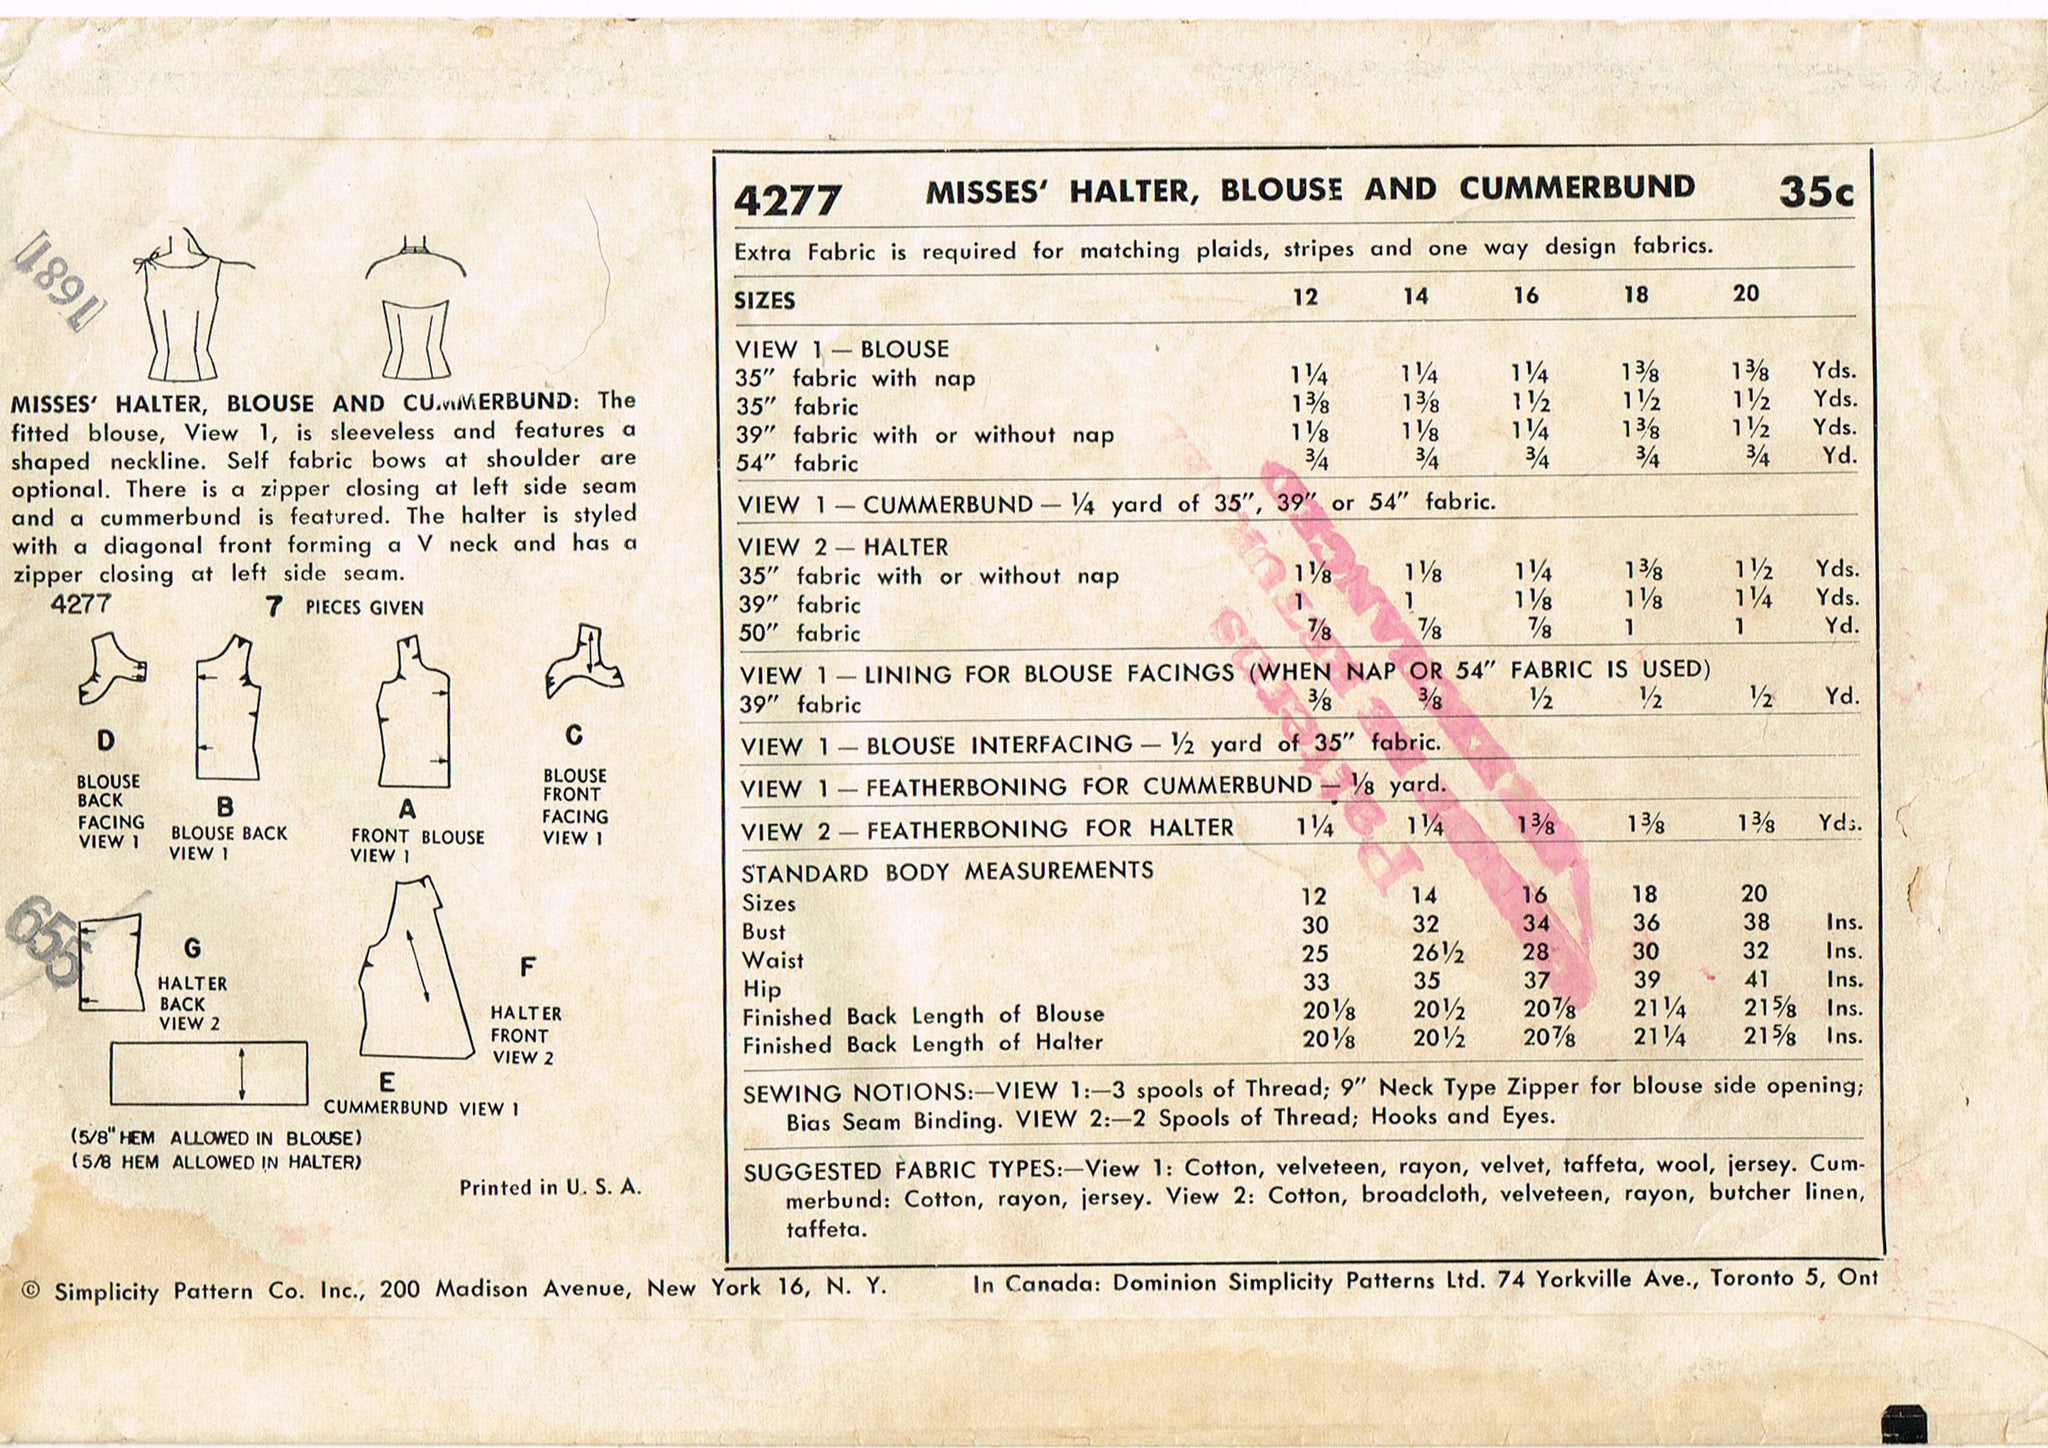 [1891]
MISSES' HALTER, BLOUSE AND CUMMERBUND: The
fitted blouse, View 1, is sleeveless and features a
shaped neckline. Self fabric bows at shoulder are
optional. There is a zipper closing at left side seam
and a cummerbund is featured. The halter is styled
with a diagonal front forming a V neck and has a
zipper closing at left side seam.
4277 7 PIECES GIVEN
D
BLOUSE
BACK
FACING
VIEW 1
B
BLOUSE BACK
VIEW 1
A
FRONT BLOUSE
VIEW 1
C
BLOUSE
FRONT
FACING
VIEW 1
655
G
HALTER
BACK
VIEW 2
F
HALTER
FRONT
VIEW 2
E
CUMMERBUND VIEW 1
(5/8" HEM ALLOWED IN BLOUSE)
(5/8 HEM ALLOWED IN HALTER)
Printed in U. S. A.
4277 MISSES' HALTER, BLOUSE AND CUMMERBUND 35c
Extra Fabric is required for matching plaids, stripes and one way design fabrics.
SIZES 12 14 16 18 20
VIEW 1 — BLOUSE
35" fabric with nap 1¼ 1¼ 1¼ 1⅜ 1⅜ Yds.
35" fabric 1⅜ 1⅜ 1½ 1½ 1½ Yds.
39" fabric with or without nap 1⅛ 1⅛ 1¼ 1⅜ 1½ Yds.
54" fabric ¾ ¾ ¾ ¾ ¾ Yd.
VIEW 1 — CUMMERBUND — ¼ yard of 35", 39" or 54" fabric.
VIEW 2 — HALTER
35" fabric with or without nap 1⅛ 1⅛ 1¼ 1⅜ 1½ Yds.
39" fabric 1 1 1⅛ 1⅛ 1¼ Yds.
50" fabric ⅞ ⅞ ⅞ 1 1 Yd.
VIEW 1 — LINING FOR BLOUSE FACINGS (WHEN NAP OR 54" FABRIC IS USED)
39" fabric ⅜ ⅜ ½ ½ ½ Yd.
VIEW 1 — BLOUSE INTERFACING — ½ yard of 35" fabric.
VIEW 1 — FEATHERBONING FOR CUMMERBUND — ⅛ yard.
VIEW 2 — FEATHERBONING FOR HALTER 1¼ 1¼ 1⅜ 1⅜ 1⅜ Yds.
STANDARD BODY MEASUREMENTS
Sizes 12 14 16 18 20
Bust 30 32 34 36 38 Ins.
Waist 25 26½ 28 30 32 Ins.
Hip 33 35 37 39 41 Ins.
Finished Back Length of Blouse 20⅛ 20½ 20⅞ 21¼ 21⅝ Ins.
Finished Back Length of Halter 20⅛ 20½ 20⅞ 21¼ 21⅝ Ins.
SEWING NOTIONS:—VIEW 1:—3 spools of Thread; 9" Neck Type Zipper for blouse side opening;
Bias Seam Binding. VIEW 2:—2 Spools of Thread; Hooks and Eyes.
SUGGESTED FABRIC TYPES:—View 1: Cotton, velveteen, rayon, velvet, taffeta, wool, jersey. Cum-
merbund: Cotton, rayon, jersey. View 2: Cotton, broadcloth, velveteen, rayon, butcher linen,
taffeta.
Patterns
© Simplicity Pattern Co. Inc., 200 Madison Avenue, New York 16, N. Y. In Canada: Dominion Simplicity Patterns Ltd. 74 Yorkville Ave., Toronto 5, Ont